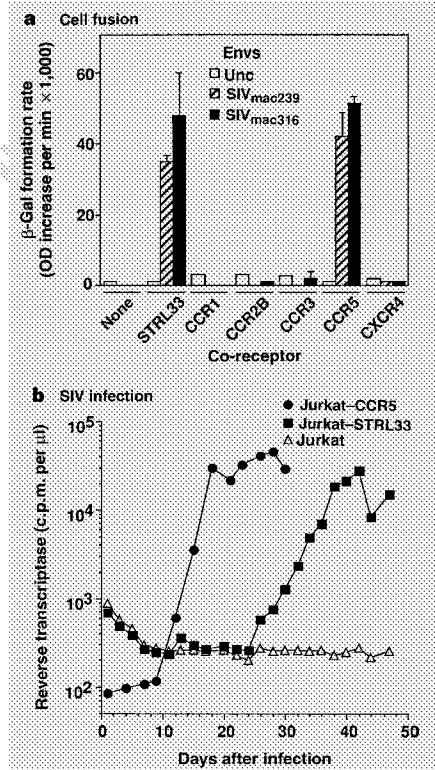 a Cell fusion
Envs
Unc
SIVmac239
SIVmac316
β-Gal formation rate
(OD increase per min × 1,000)
60
40
20
0
None
STRL33
CCR1
CCR2B
CCR3
CCR5
CXCR4
Co-receptor
b SIV infection
Jurkat–CCR5
Jurkat–STRL33
Jurkat
Reverse transcriptase (c.p.m. per μl)
10⁵
10⁴
10³
10²
0 10 20 30 40 50
Days after infection